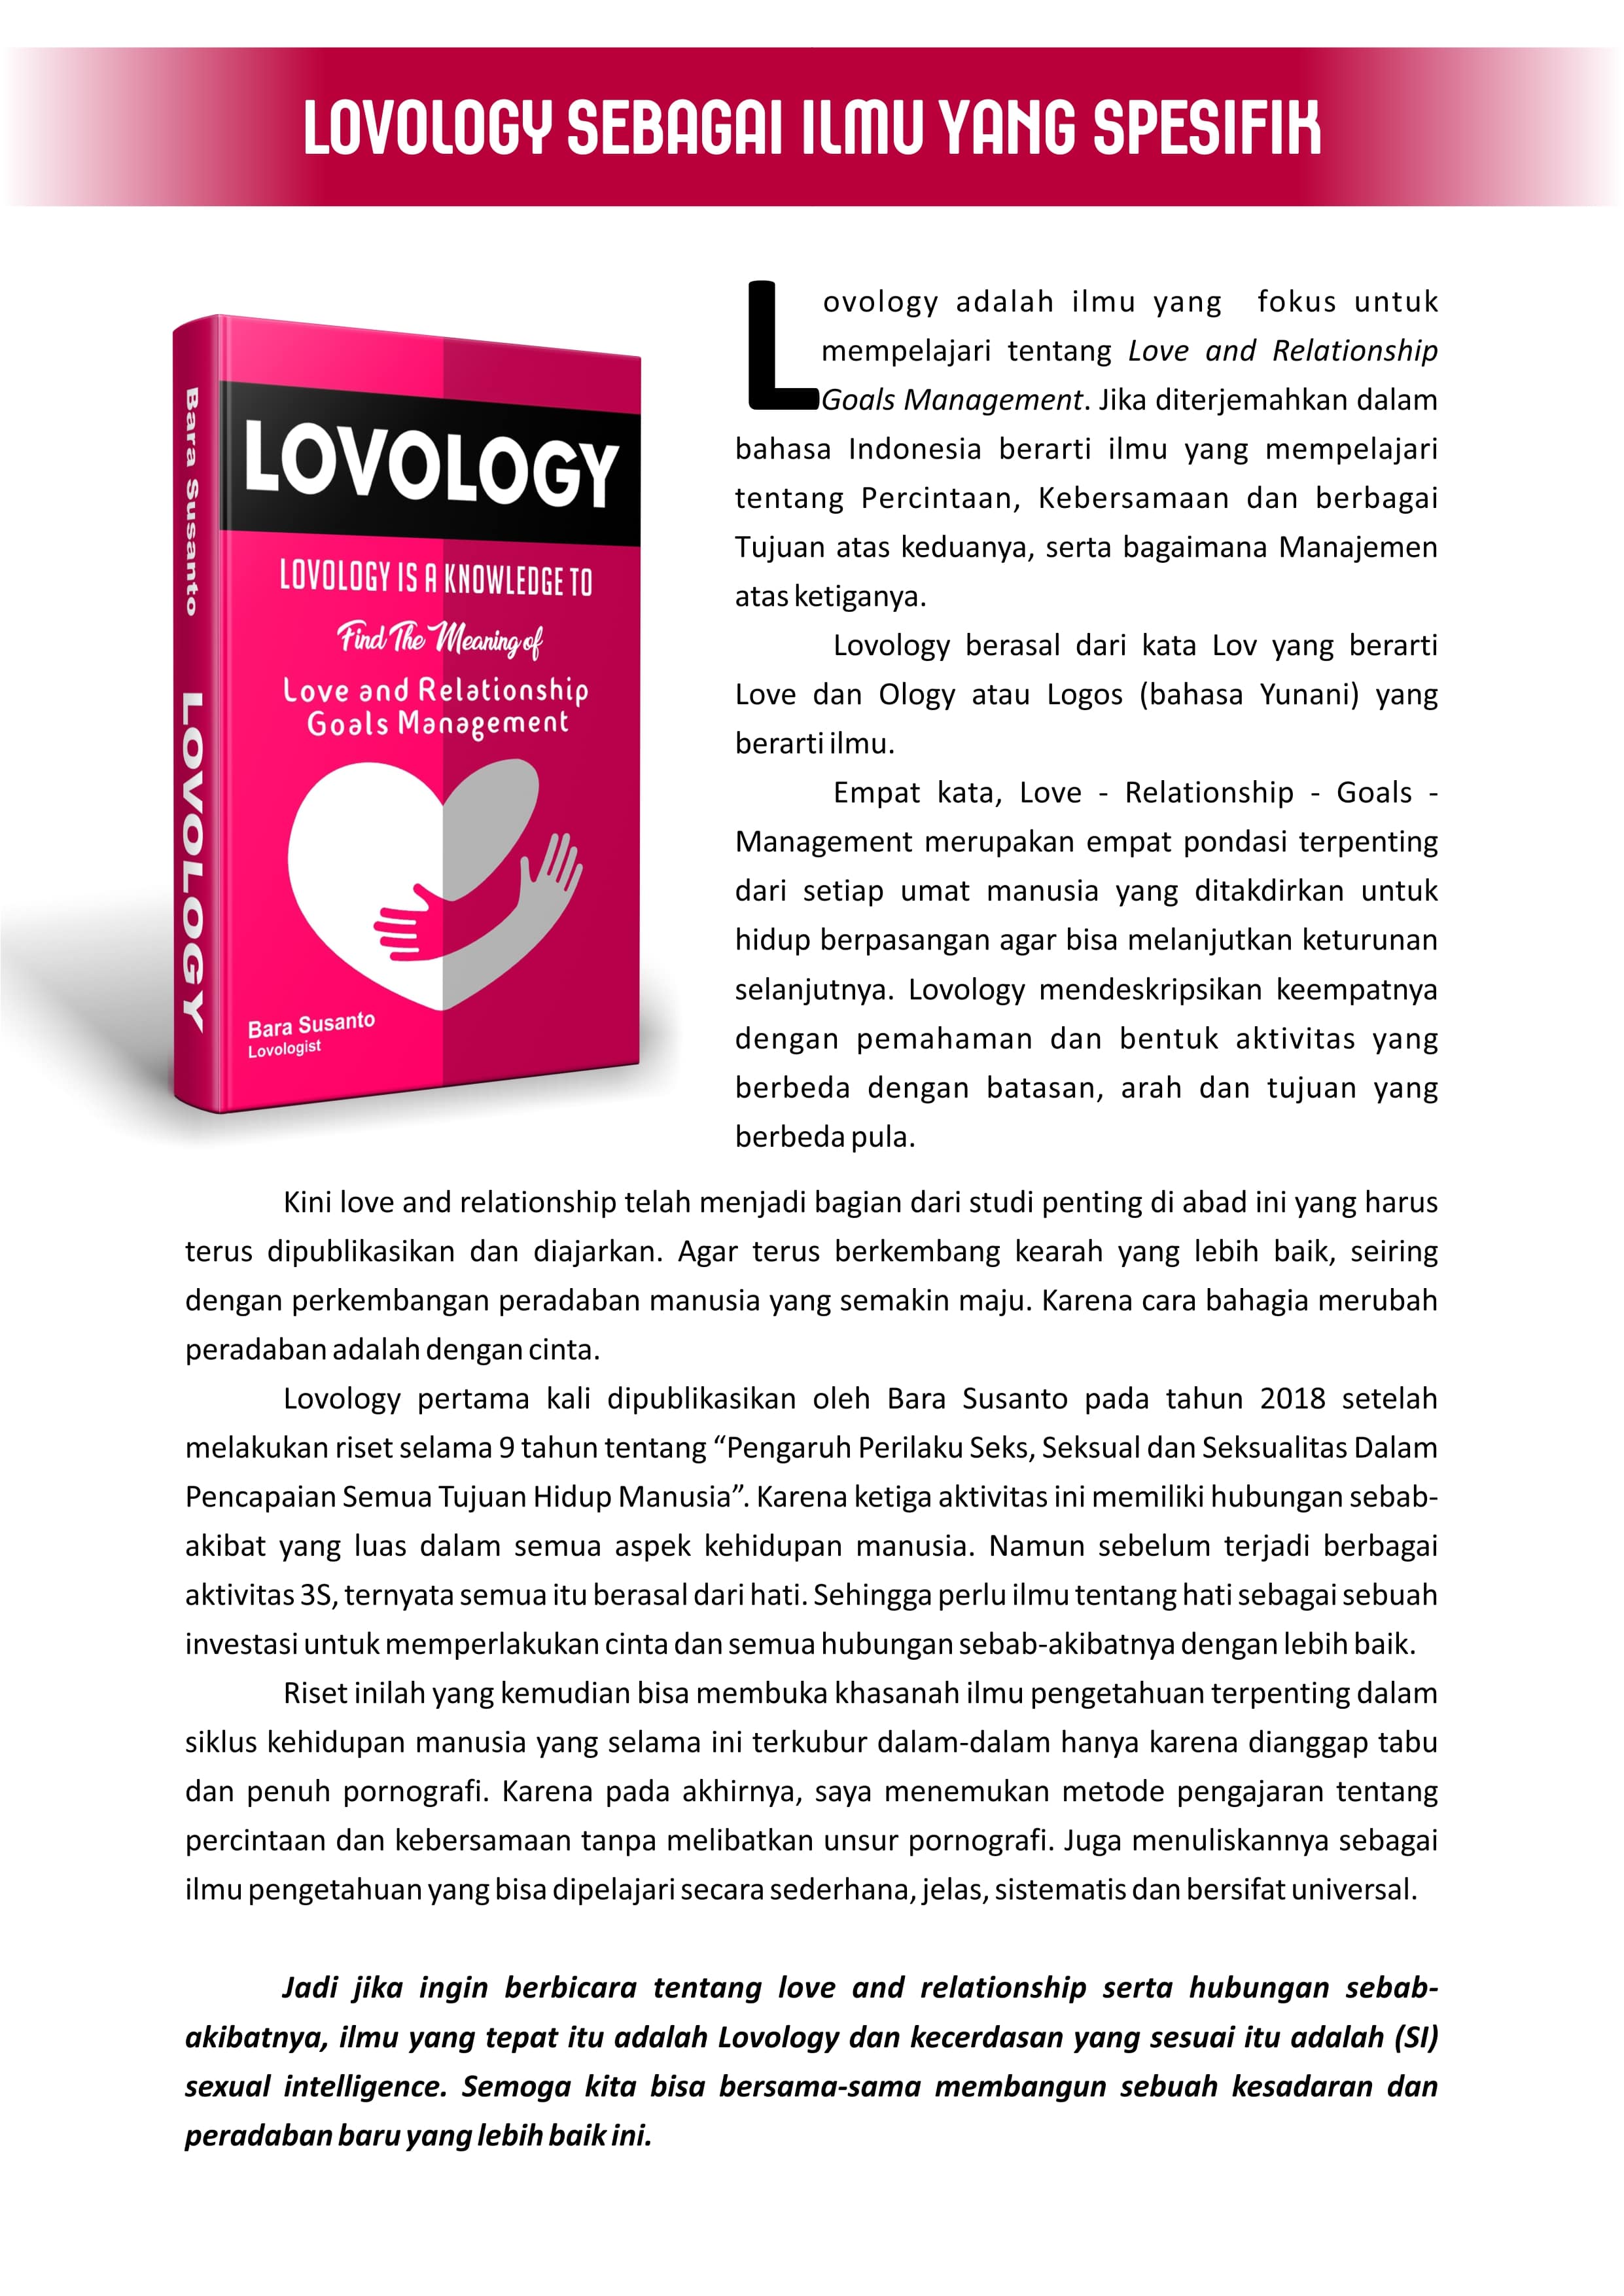 LOVOLOGY SEBAGAI ILMU YANG SPESIFIK
Bara Susanto LOVOLOGY
LOVOLOGY
LOVOLOGY IS A KNOWLEDGE TO
Find The Meaning of
Love and Relationship
Goals Management
Bara Susanto
Lovologist
Lovology adalah ilmu yang fokus untuk
mempelajari tentang Love and Relationship
Goals Management. Jika diterjemahkan dalam
bahasa Indonesia berarti ilmu yang mempelajari
tentang Percintaan, Kebersamaan dan berbagai
Tujuan atas keduanya, serta bagaimana Manajemen
atas ketiganya.
Lovology berasal dari kata Lov yang berarti
Love dan Ology atau Logos (bahasa Yunani) yang
berarti ilmu.
Empat kata, Love - Relationship - Goals -
Management merupakan empat pondasi terpenting
dari setiap umat manusia yang ditakdirkan untuk
hidup berpasangan agar bisa melanjutkan keturunan
selanjutnya. Lovology mendeskripsikan keempatnya
dengan pemahaman dan bentuk aktivitas yang
berbeda dengan batasan, arah dan tujuan yang
berbeda pula.
Kini love and relationship telah menjadi bagian dari studi penting di abad ini yang harus
terus dipublikasikan dan diajarkan. Agar terus berkembang kearah yang lebih baik, seiring
dengan perkembangan peradaban manusia yang semakin maju. Karena cara bahagia merubah
peradaban adalah dengan cinta.
Lovology pertama kali dipublikasikan oleh Bara Susanto pada tahun 2018 setelah
melakukan riset selama 9 tahun tentang “Pengaruh Perilaku Seks, Seksual dan Seksualitas Dalam
Pencapaian Semua Tujuan Hidup Manusia”. Karena ketiga aktivitas ini memiliki hubungan sebab-
akibat yang luas dalam semua aspek kehidupan manusia. Namun sebelum terjadi berbagai
aktivitas 3S, ternyata semua itu berasal dari hati. Sehingga perlu ilmu tentang hati sebagai sebuah
investasi untuk memperlakukan cinta dan semua hubungan sebab-akibatnya dengan lebih baik.
Riset inilah yang kemudian bisa membuka khasanah ilmu pengetahuan terpenting dalam
siklus kehidupan manusia yang selama ini terkubur dalam-dalam hanya karena dianggap tabu
dan penuh pornografi. Karena pada akhirnya, saya menemukan metode pengajaran tentang
percintaan dan kebersamaan tanpa melibatkan unsur pornografi. Juga menuliskannya sebagai
ilmu pengetahuan yang bisa dipelajari secara sederhana, jelas, sistematis dan bersifat universal.
Jadi jika ingin berbicara tentang love and relationship serta hubungan sebab-
akibatnya, ilmu yang tepat itu adalah Lovology dan kecerdasan yang sesuai itu adalah (SI)
sexual intelligence. Semoga kita bisa bersama-sama membangun sebuah kesadaran dan
peradaban baru yang lebih baik ini.